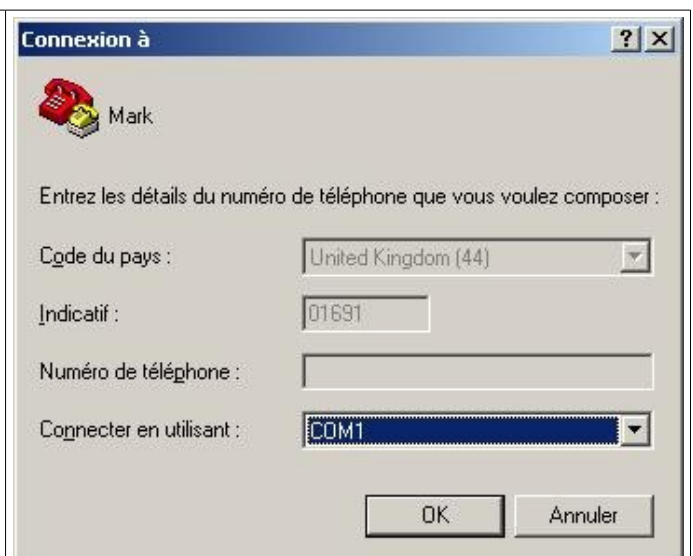 Connexion à
Mark
Entrez les détails du numéro de téléphone que vous voulez composer :
Code du pays : United Kingdom (44)
Indicatif : 01691
Numéro de téléphone :
Connecter en utilisant : COM1
OK Annuler